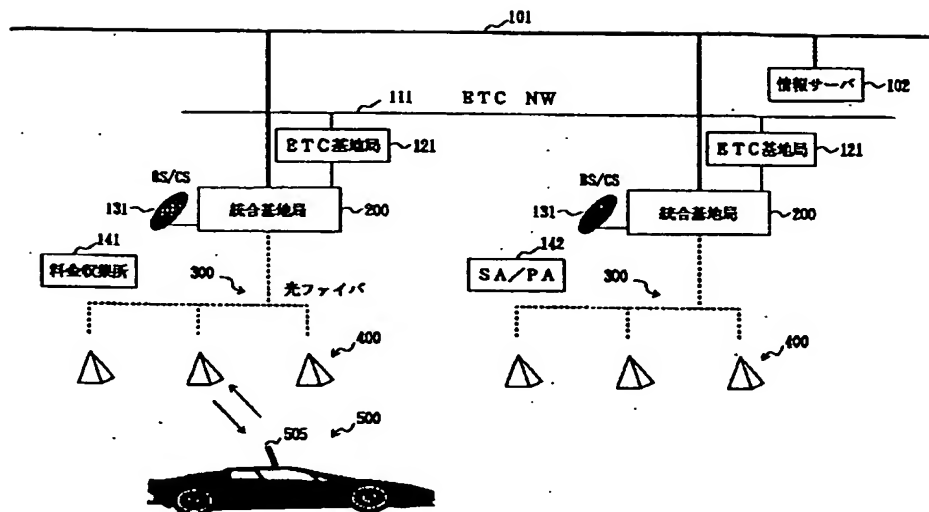 101
情報サーバ 102
111 ETC NW
ETC基地局 121
ETC基地局 121
BS/CS
131
統合基地局 200
BS/CS
131
統合基地局 200
141
料金収集所
300
光ファイバ
142
SA/PA
300
400
400
505
500